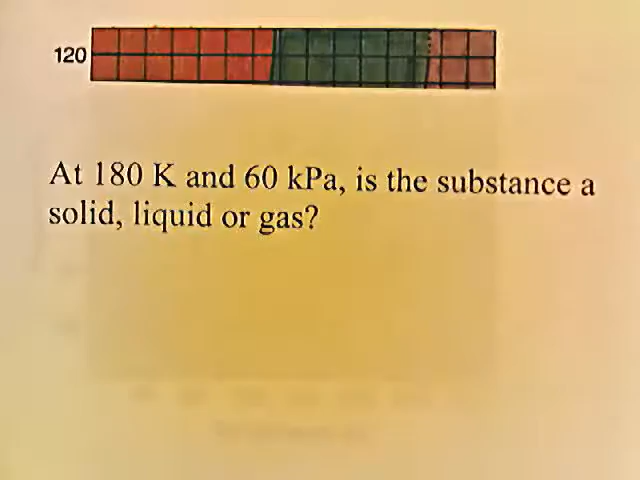 120
At 180 K and 60 kPa, is the substance a
solid, liquid or gas?